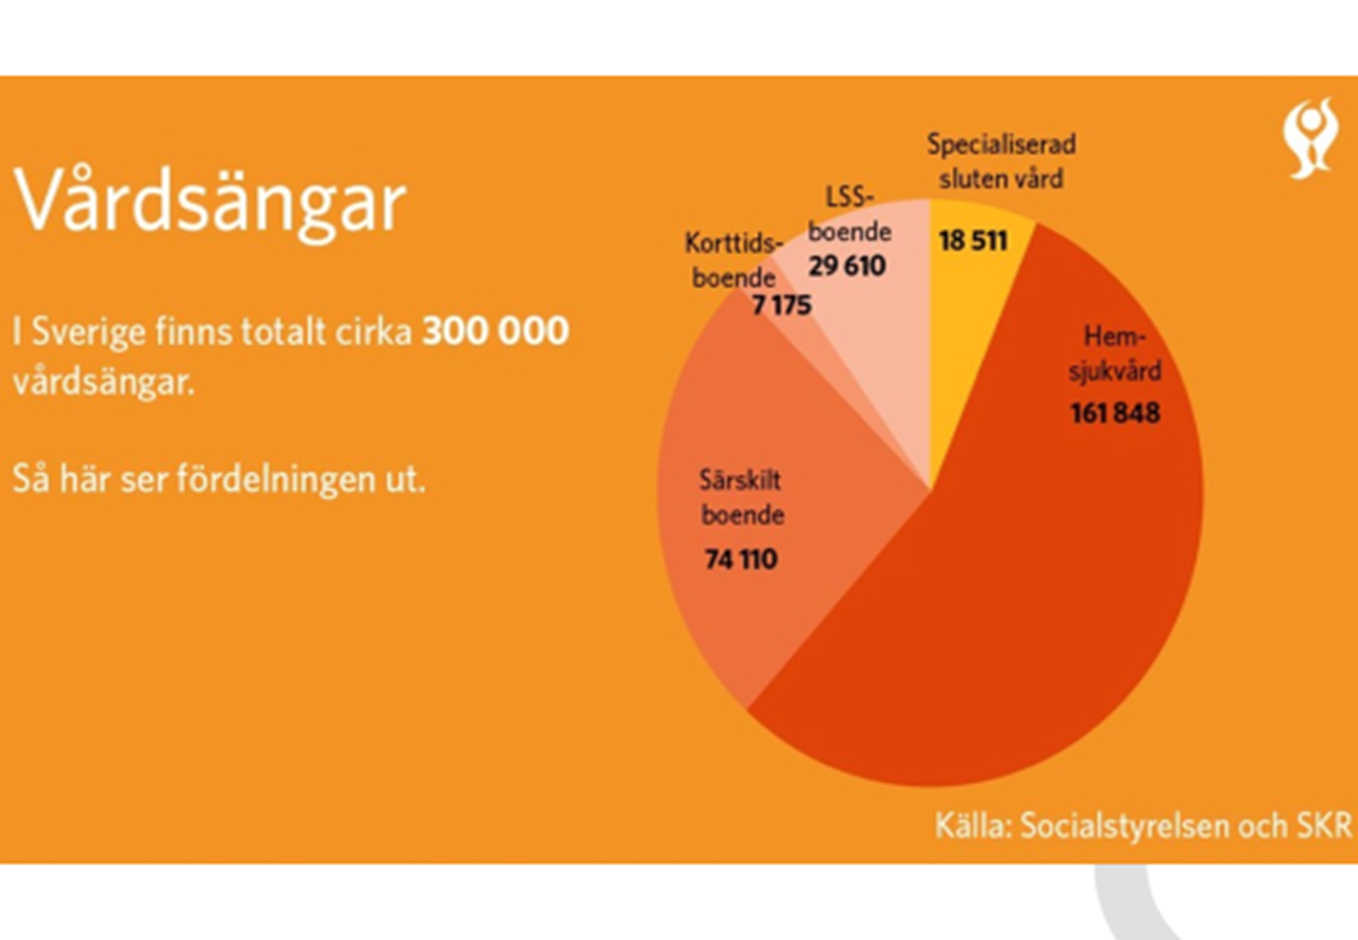 Vårdsängar
I Sverige finns totalt cirka 300 000
vårdsängar.
Så här ser fördelningen ut.
Specialiserad
sluten vård
18 511
Hem-
sjukvård
161 848
Särskilt
boende
74 110
Korttids-
boende
7 175
LSS-
boende
29 610
Källa: Socialstyrelsen och SKR